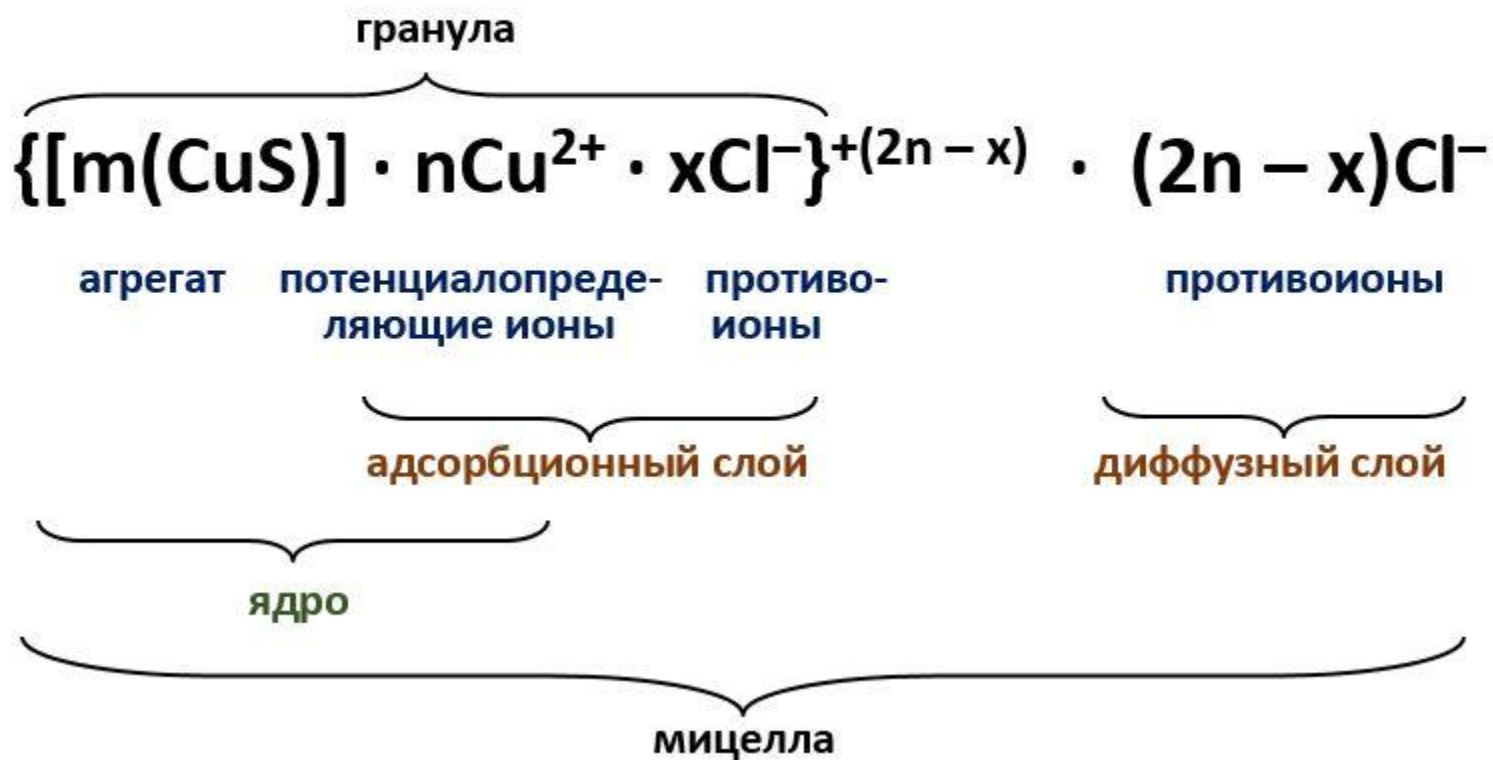 гранула
{[m(CuS)] · nCu²⁺ · xCl⁻}⁺⁽²ⁿ ⁻ ˣ⁾ · (2n – x)Cl⁻
агрегат потенциалопреде- противо- противоионы
ляющие ионы ионы
адсорбционный слой диффузный слой
ядро
мицелла